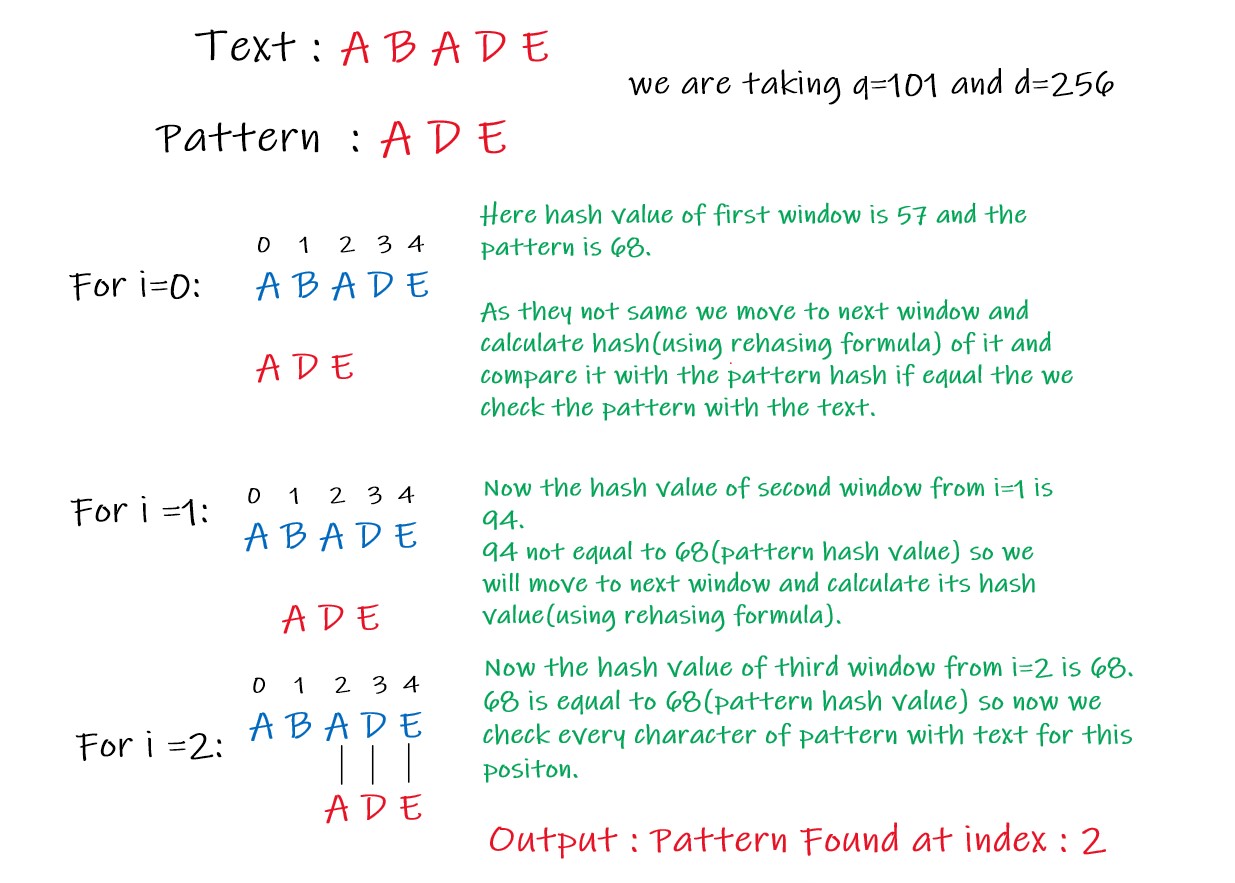 Text : A B A D E
we are taking q=101 and d=256
Pattern : A D E
Here hash value of first window is 57 and the
pattern is 68.
0 1 2 3 4
For i=0: A B A D E
As they not same we move to next window and
calculate hash(using rehasing formula) of it and
A D E
compare it with the pattern hash if equal the we
check the pattern with the text.
Now the hash value of second window from i=1 is
94.
0 1 2 3 4
For i =1: A B A D E
94 not equal to 68(pattern hash value) so we
will move to next window and calculate its hash
value(using rehasing formula).
A D E
Now the hash value of third window from i=2 is 68.
68 is equal to 68(pattern hash value) so now we
check every character of pattern with text for this
positon.
0 1 2 3 4
A B A D E
For i =2:
A D E
Output : Pattern Found at index : 2